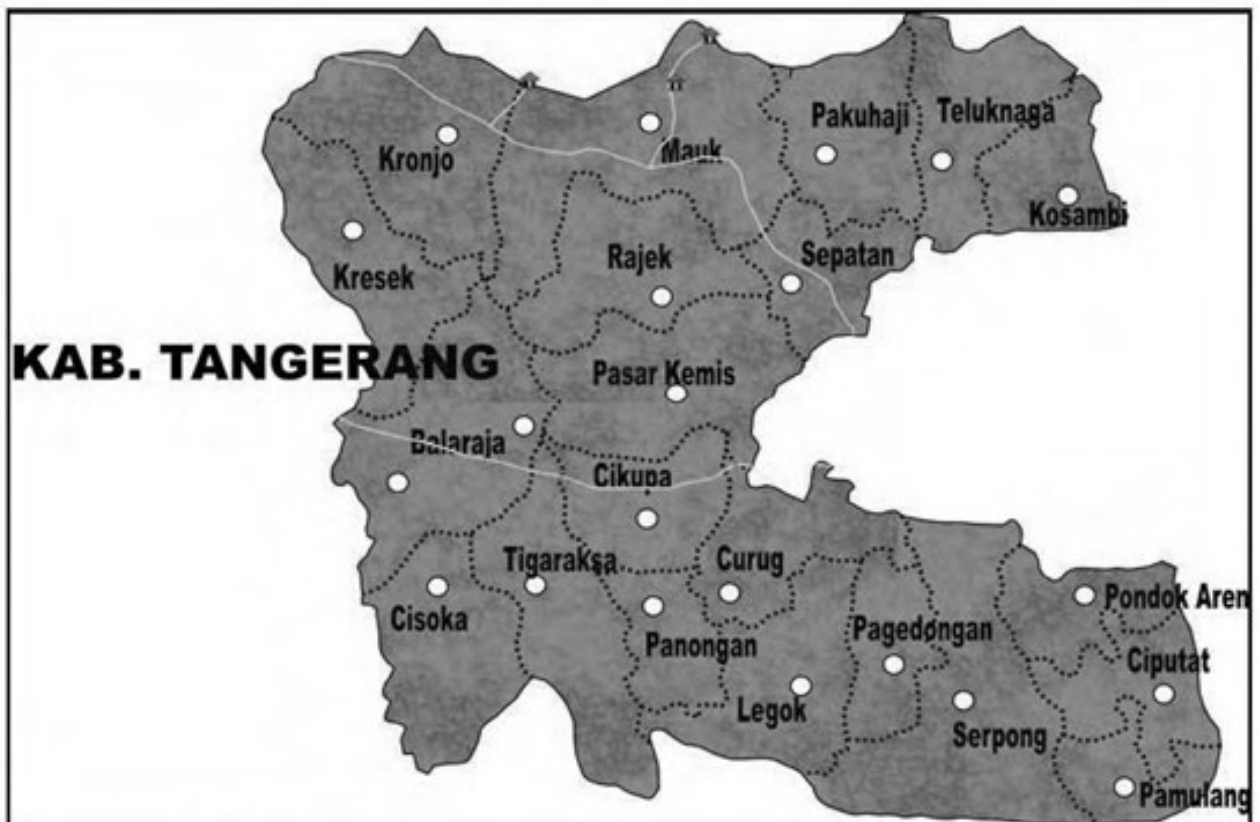 Pakuhaji
Teluknaga
Kronjo
Mauk
Kosambi
Rajek
Sepatan
Kresek
KAB. TANGERANG
Pasar Kemis
Balaraja
Cikupa
Tigaraksa
Curug
Pondok Aren
Cisoka
Panongan
Pagedongan
Ciputat
Legok
Serpong
Pamulang